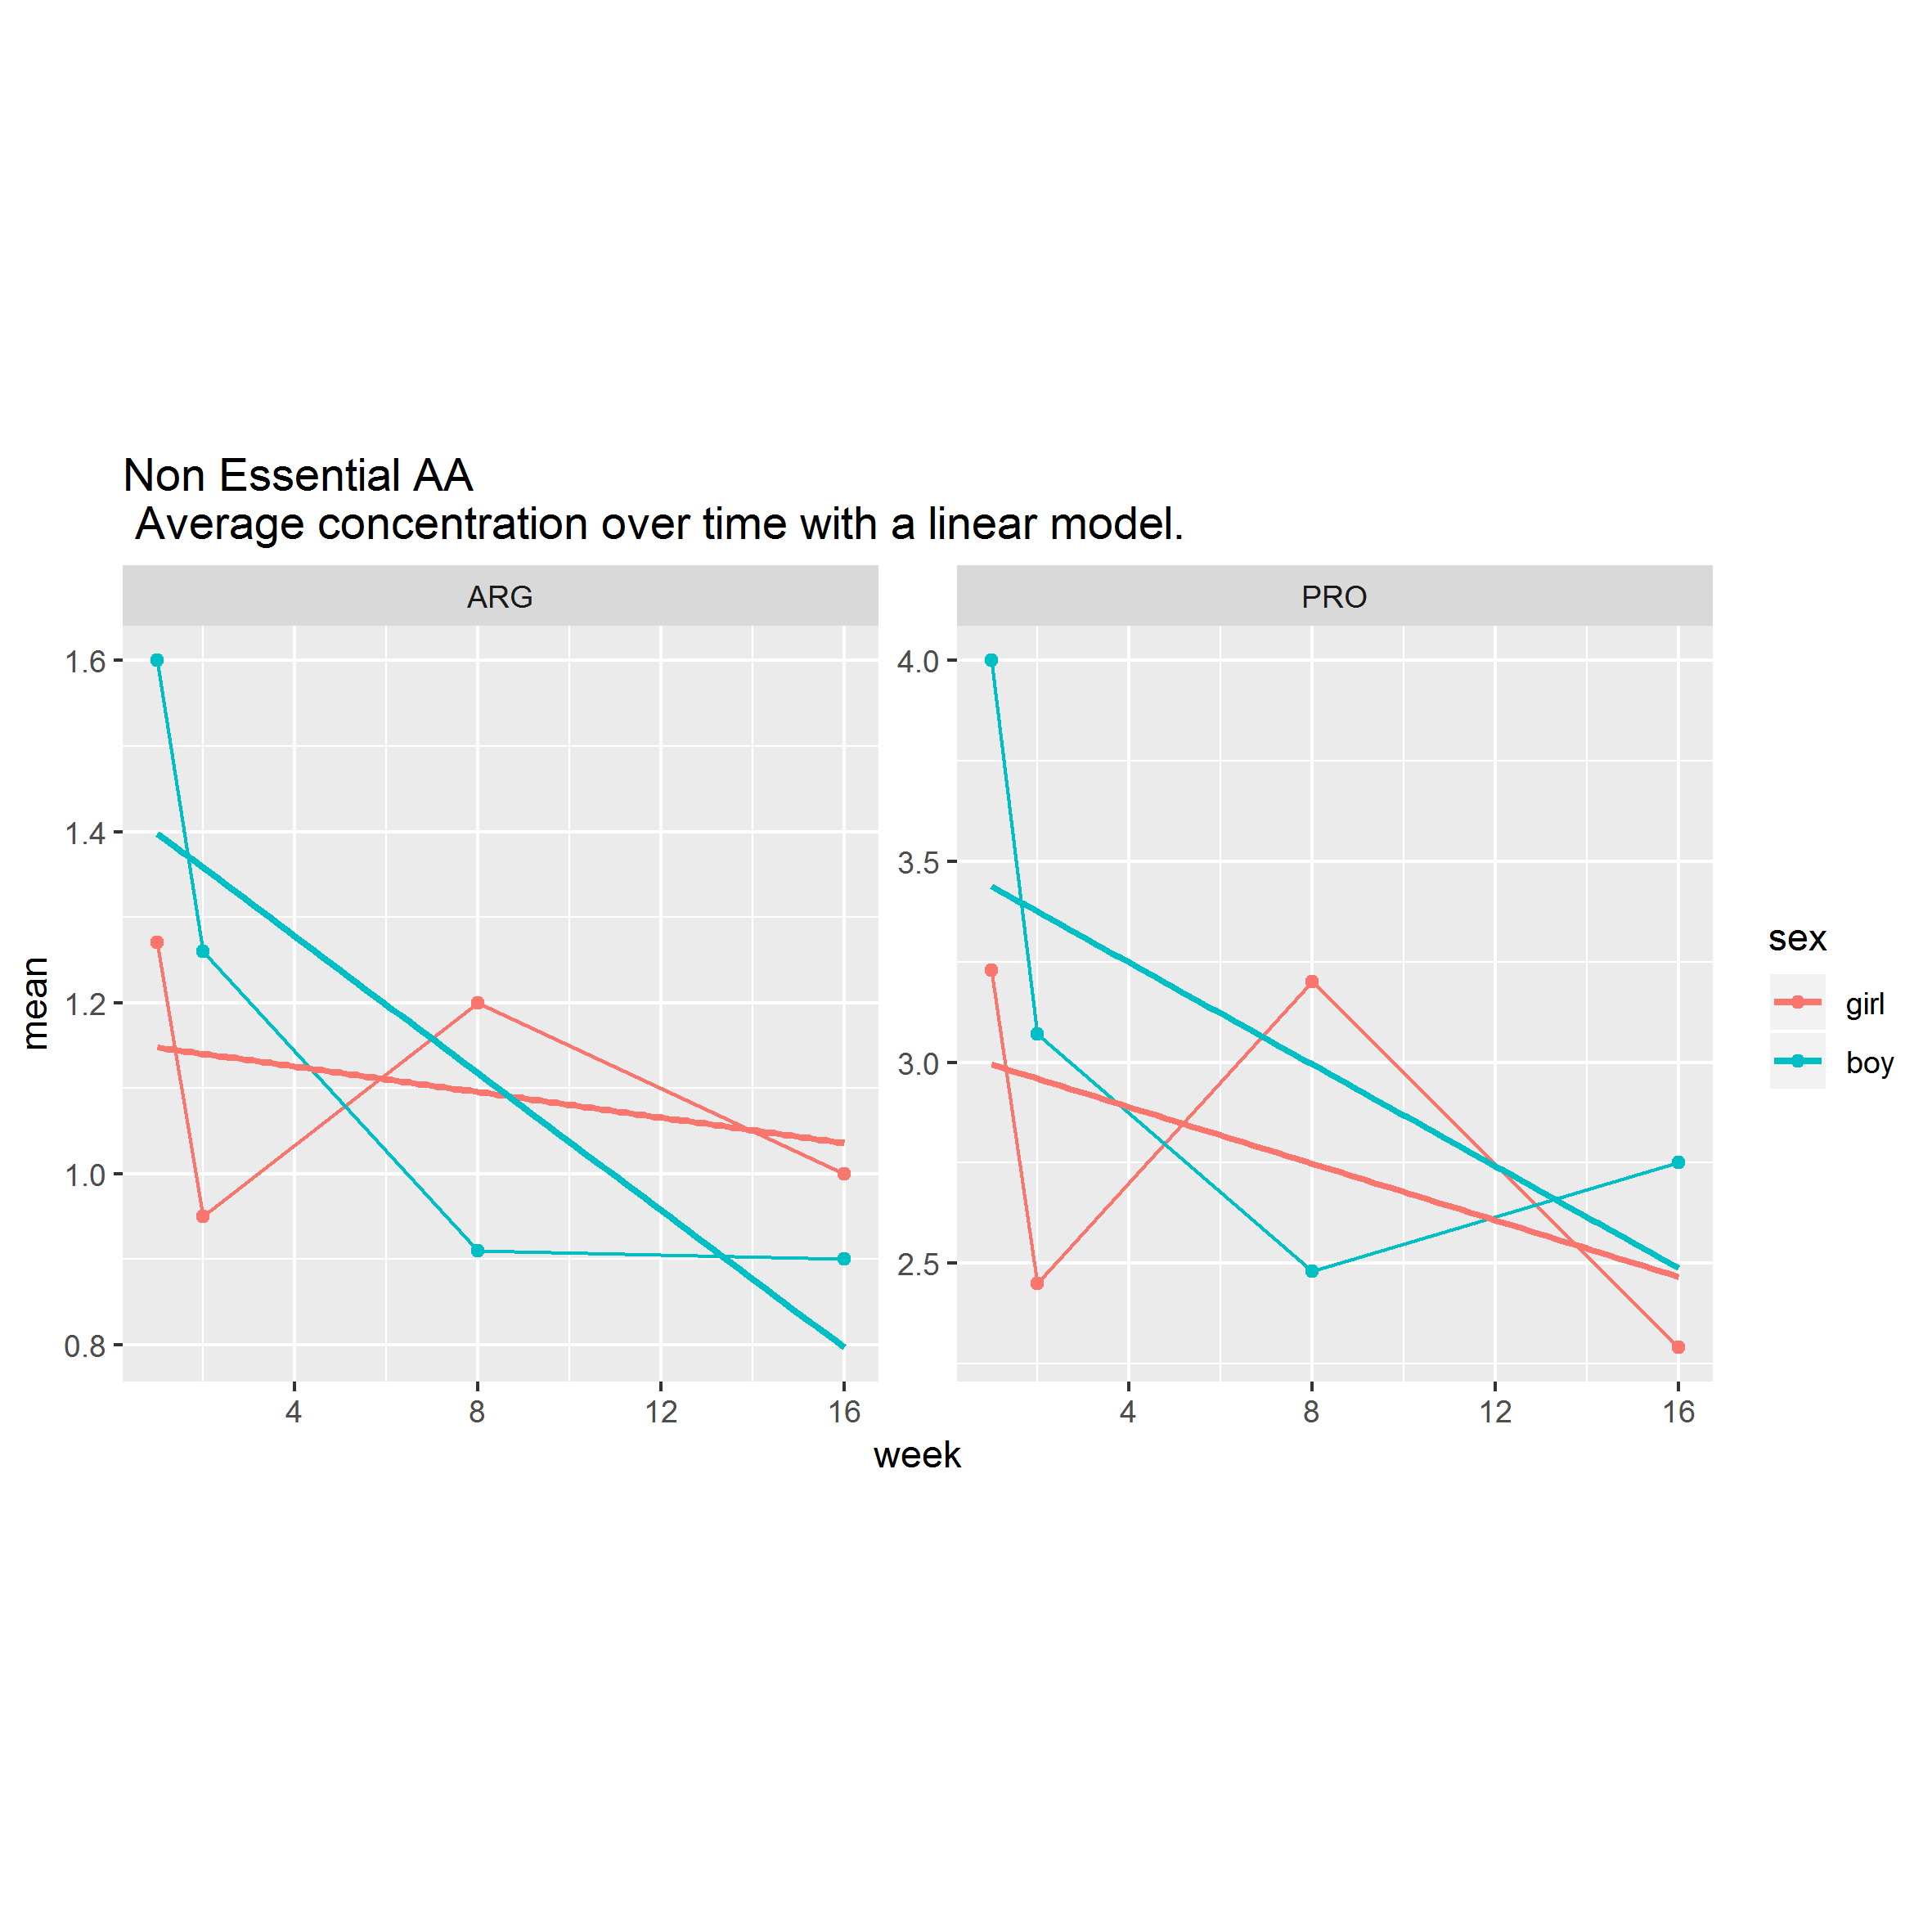 Non Essential AA
Average concentration over time with a linear model.
ARG
PRO
1.6
1.4
1.2
1.0
0.8
4.0
3.5
3.0
2.5
mean
4 8 12 16
4 8 12 16
week
sex
girl
boy